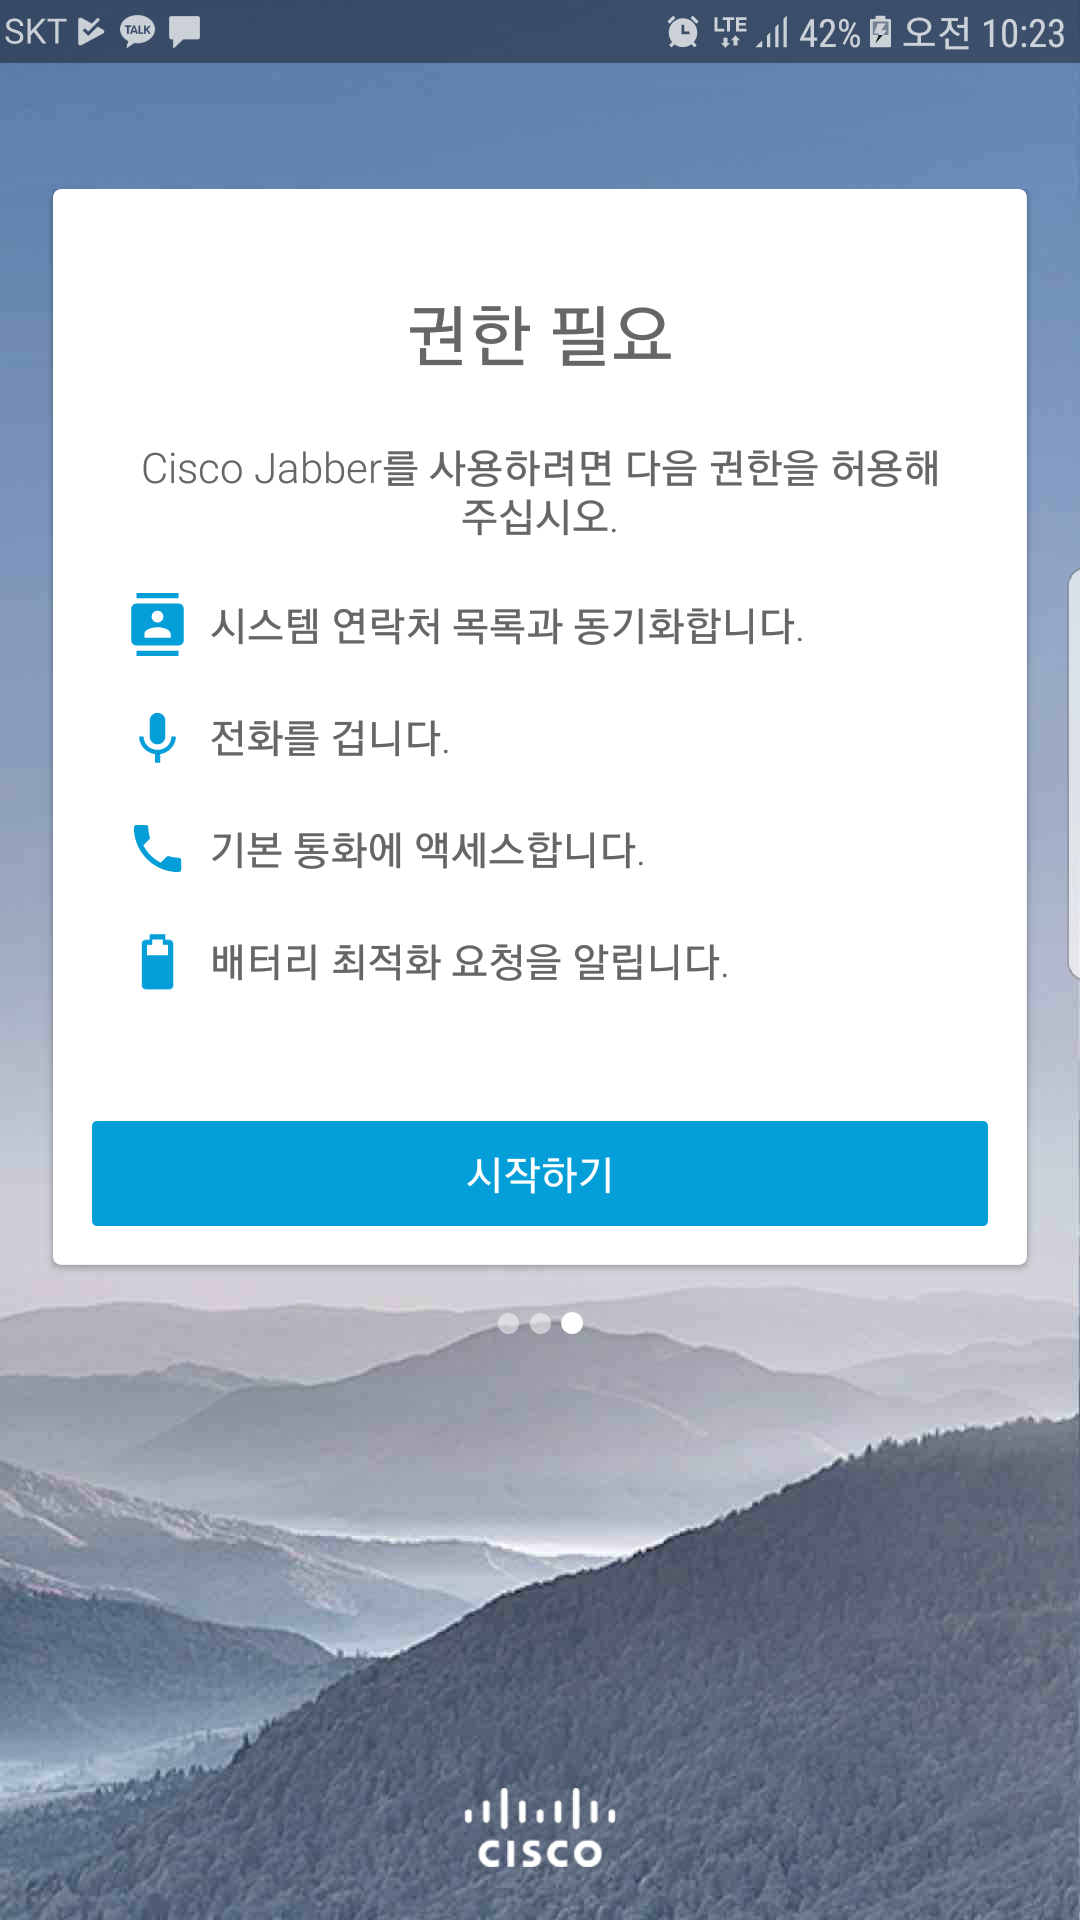 SKT TALK LTE 42% 오전 10:23
권한 필요
Cisco Jabber를 사용하려면 다음 권한을 허용해
주십시오.
시스템 연락처 목록과 동기화합니다.
전화를 겁니다.
기본 통화에 액세스합니다.
배터리 최적화 요청을 알립니다.
시작하기
CISCO